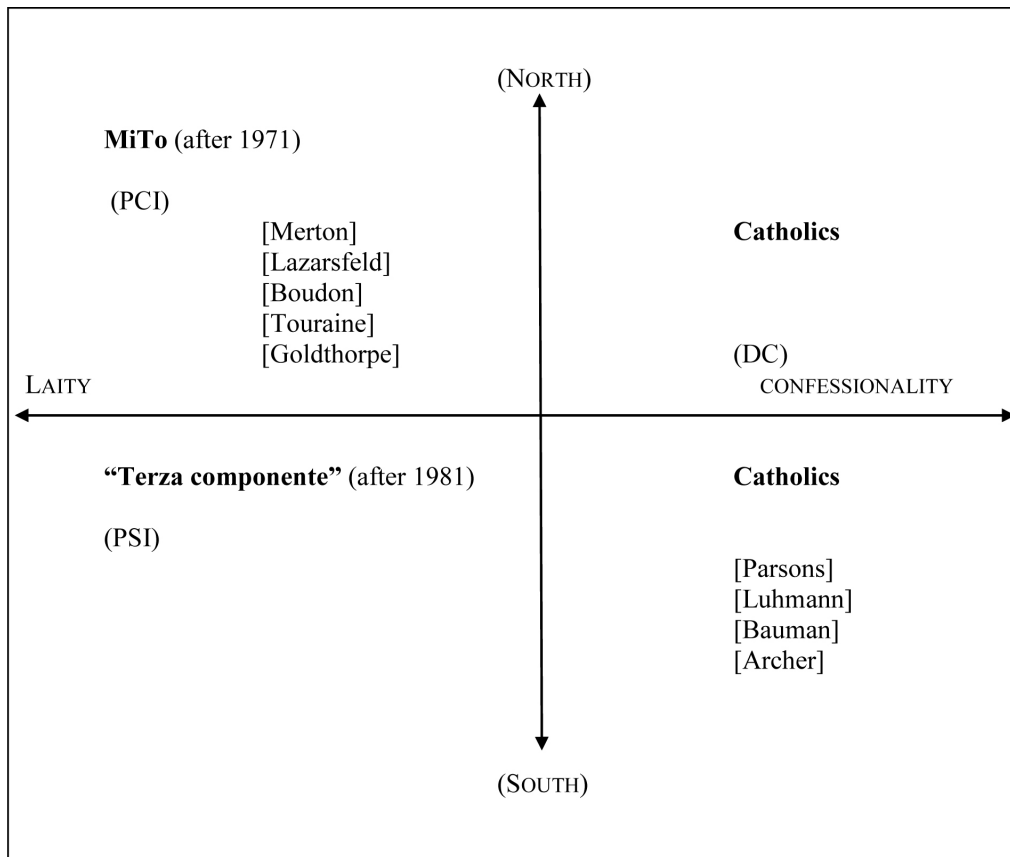 (NORTH)
MiTo (after 1971)
(PCI)
[Merton]
[Lazarsfeld]
[Boudon]
[Touraine]
[Goldthorpe]
Catholics
(DC)
LAITY
CONFESSIONALITY
“Terza componente” (after 1981)
(PSI)
Catholics
[Parsons]
[Luhmann]
[Bauman]
[Archer]
(SOUTH)